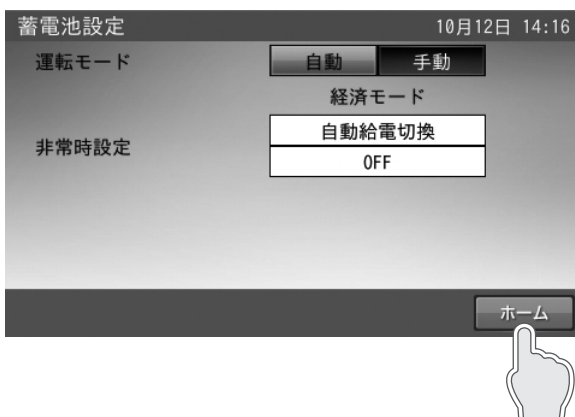 蓄電池設定 10月12日 14:16
運転モード 自動 手動
経済モード
非常時設定 自動給電切換
OFF
ホーム